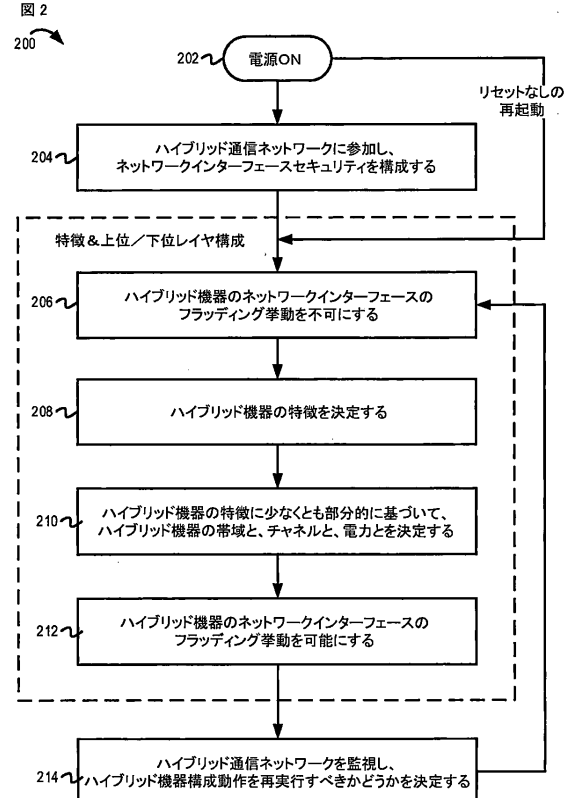 図2
200
202
電源ON
リセットなしの
再起動
204
ハイブリッド通信ネットワークに参加し、
ネットワークインターフェースセキュリティを構成する
特徴&上位/下位レイヤ構成
206
ハイブリッド機器のネットワークインターフェースの
フラッディング挙動を不可にする
208
ハイブリッド機器の特徴を決定する
210
ハイブリッド機器の特徴に少なくとも部分的に基づいて、
ハイブリッド機器の帯域と、チャネルと、電力とを決定する
212
ハイブリッド機器のネットワークインターフェースの
フラッディング挙動を可能にする
214
ハイブリッド通信ネットワークを監視し、
ハイブリッド機器構成動作を再実行すべきかどうかを決定する